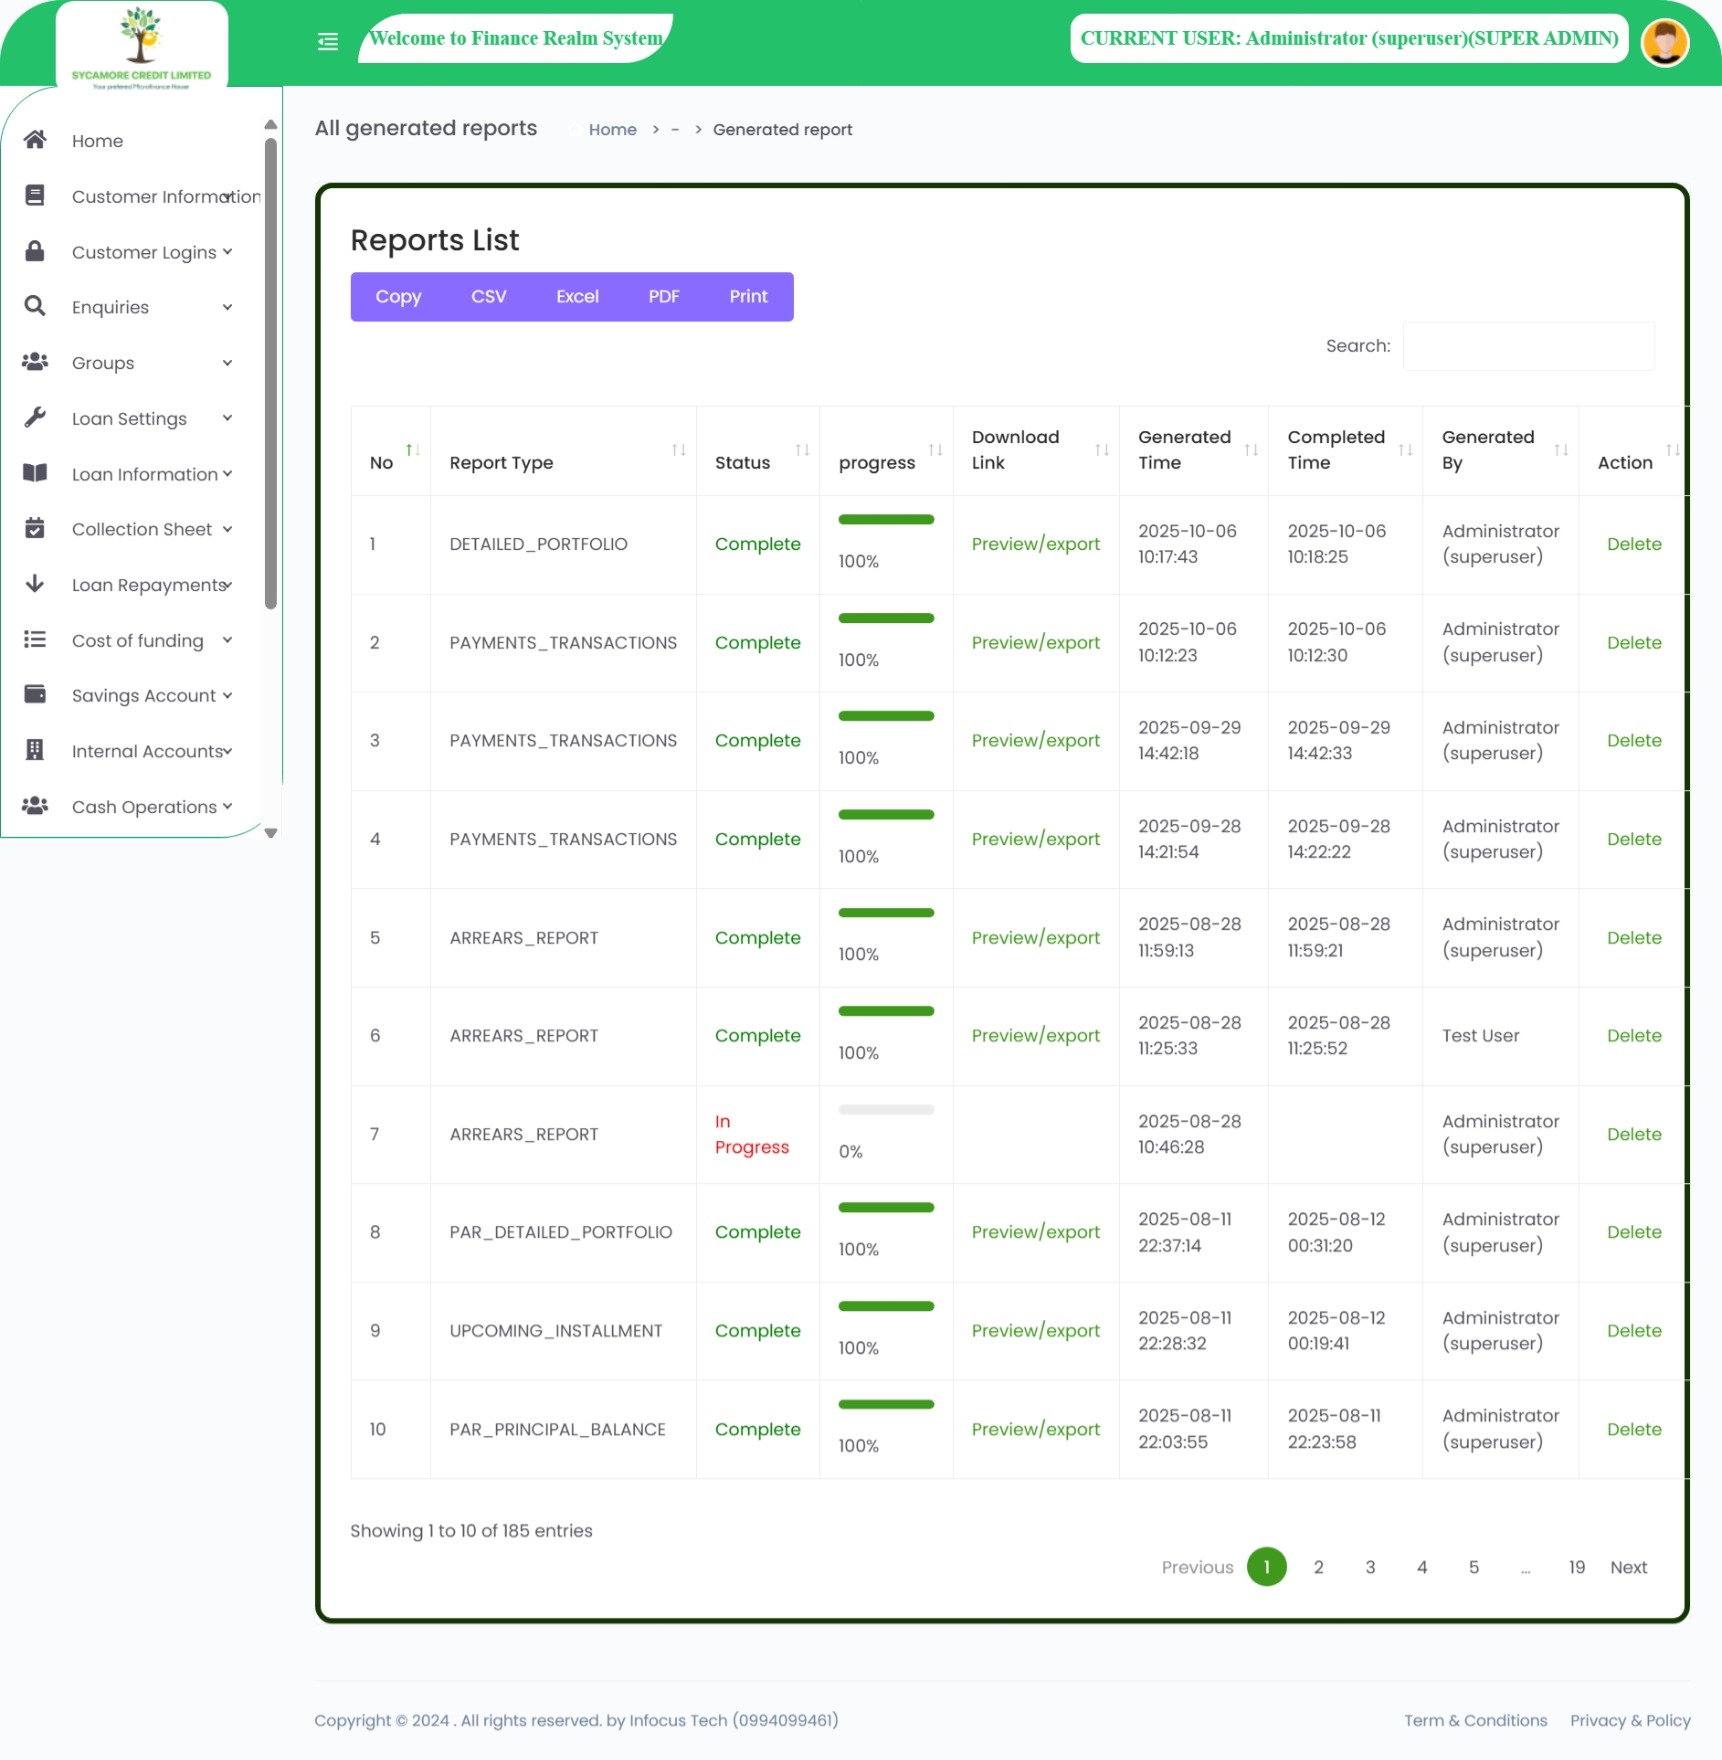 SYCAMORE CREDIT LIMITED
Your prefered Microfinance House
Welcome to Finance Realm System
CURRENT USER: Administrator (superuser)(SUPER ADMIN)
Home
Customer Information
Customer Logins
Enquiries
Groups
Loan Settings
Loan Information
Collection Sheet
Loan Repayments
Cost of funding
Savings Account
Internal Accounts
Cash Operations
All generated reports Home > - > Generated report
Reports List
Copy CSV Excel PDF Print
Search:
No Report Type Status progress Download Link Generated Time Completed Time Generated By Action
1 DETAILED_PORTFOLIO Complete 100% Preview/export 2025-10-06 10:17:43 2025-10-06 10:18:25 Administrator (superuser) Delete
2 PAYMENTS_TRANSACTIONS Complete 100% Preview/export 2025-10-06 10:12:23 2025-10-06 10:12:30 Administrator (superuser) Delete
3 PAYMENTS_TRANSACTIONS Complete 100% Preview/export 2025-09-29 14:42:18 2025-09-29 14:42:33 Administrator (superuser) Delete
4 PAYMENTS_TRANSACTIONS Complete 100% Preview/export 2025-09-28 14:21:54 2025-09-28 14:22:22 Administrator (superuser) Delete
5 ARREARS_REPORT Complete 100% Preview/export 2025-08-28 11:59:13 2025-08-28 11:59:21 Administrator (superuser) Delete
6 ARREARS_REPORT Complete 100% Preview/export 2025-08-28 11:25:33 2025-08-28 11:25:52 Test User Delete
7 ARREARS_REPORT In Progress 0% 2025-08-28 10:46:28 Administrator (superuser) Delete
8 PAR_DETAILED_PORTFOLIO Complete 100% Preview/export 2025-08-11 22:37:14 2025-08-12 00:31:20 Administrator (superuser) Delete
9 UPCOMING_INSTALLMENT Complete 100% Preview/export 2025-08-11 22:28:32 2025-08-12 00:19:41 Administrator (superuser) Delete
10 PAR_PRINCIPAL_BALANCE Complete 100% Preview/export 2025-08-11 22:03:55 2025-08-11 22:23:58 Administrator (superuser) Delete
Showing 1 to 10 of 185 entries
Previous 1 2 3 4 5 ... 19 Next
Copyright © 2024 . All rights reserved. by Infocus Tech (0994099461)
Term & Conditions Privacy & Policy